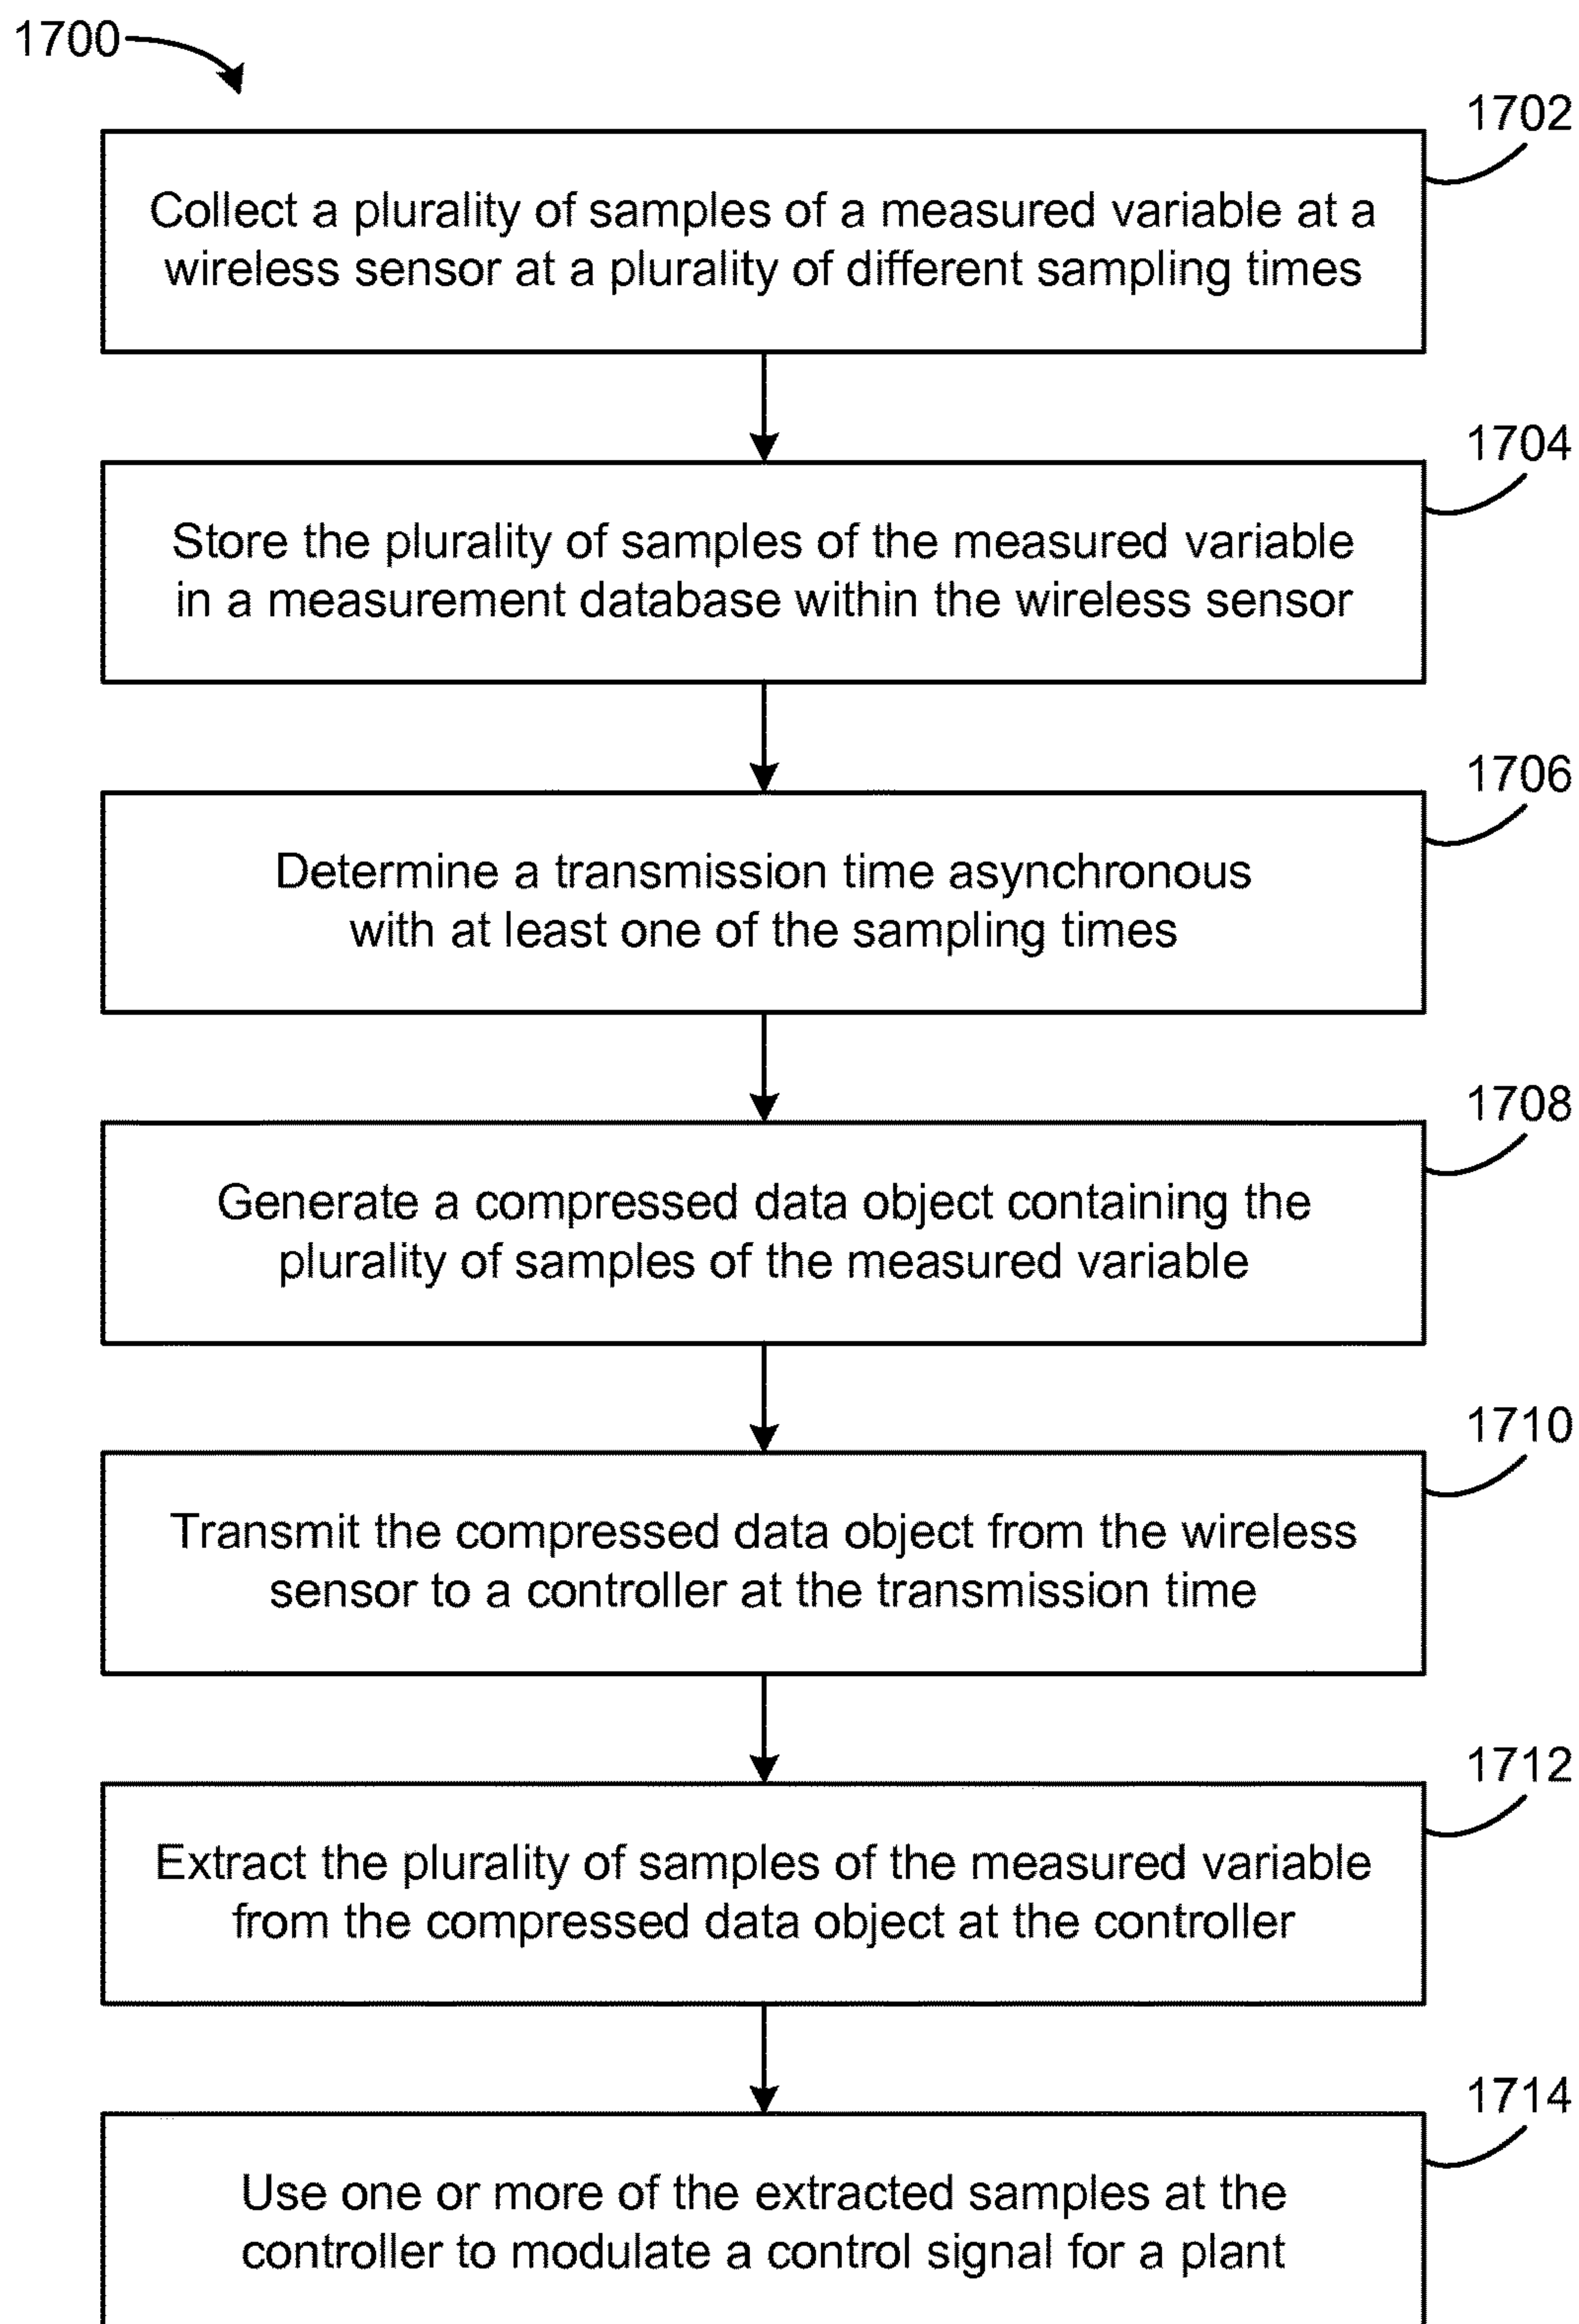 1700
1702
Collect a plurality of samples of a measured variable at a
wireless sensor at a plurality of different sampling times
1704
Store the plurality of samples of the measured variable
in a measurement database within the wireless sensor
1706
Determine a transmission time asynchronous
with at least one of the sampling times
1708
Generate a compressed data object containing the
plurality of samples of the measured variable
1710
Transmit the compressed data object from the wireless
sensor to a controller at the transmission time
1712
Extract the plurality of samples of the measured variable
from the compressed data object at the controller
1714
Use one or more of the extracted samples at the
controller to modulate a control signal for a plant